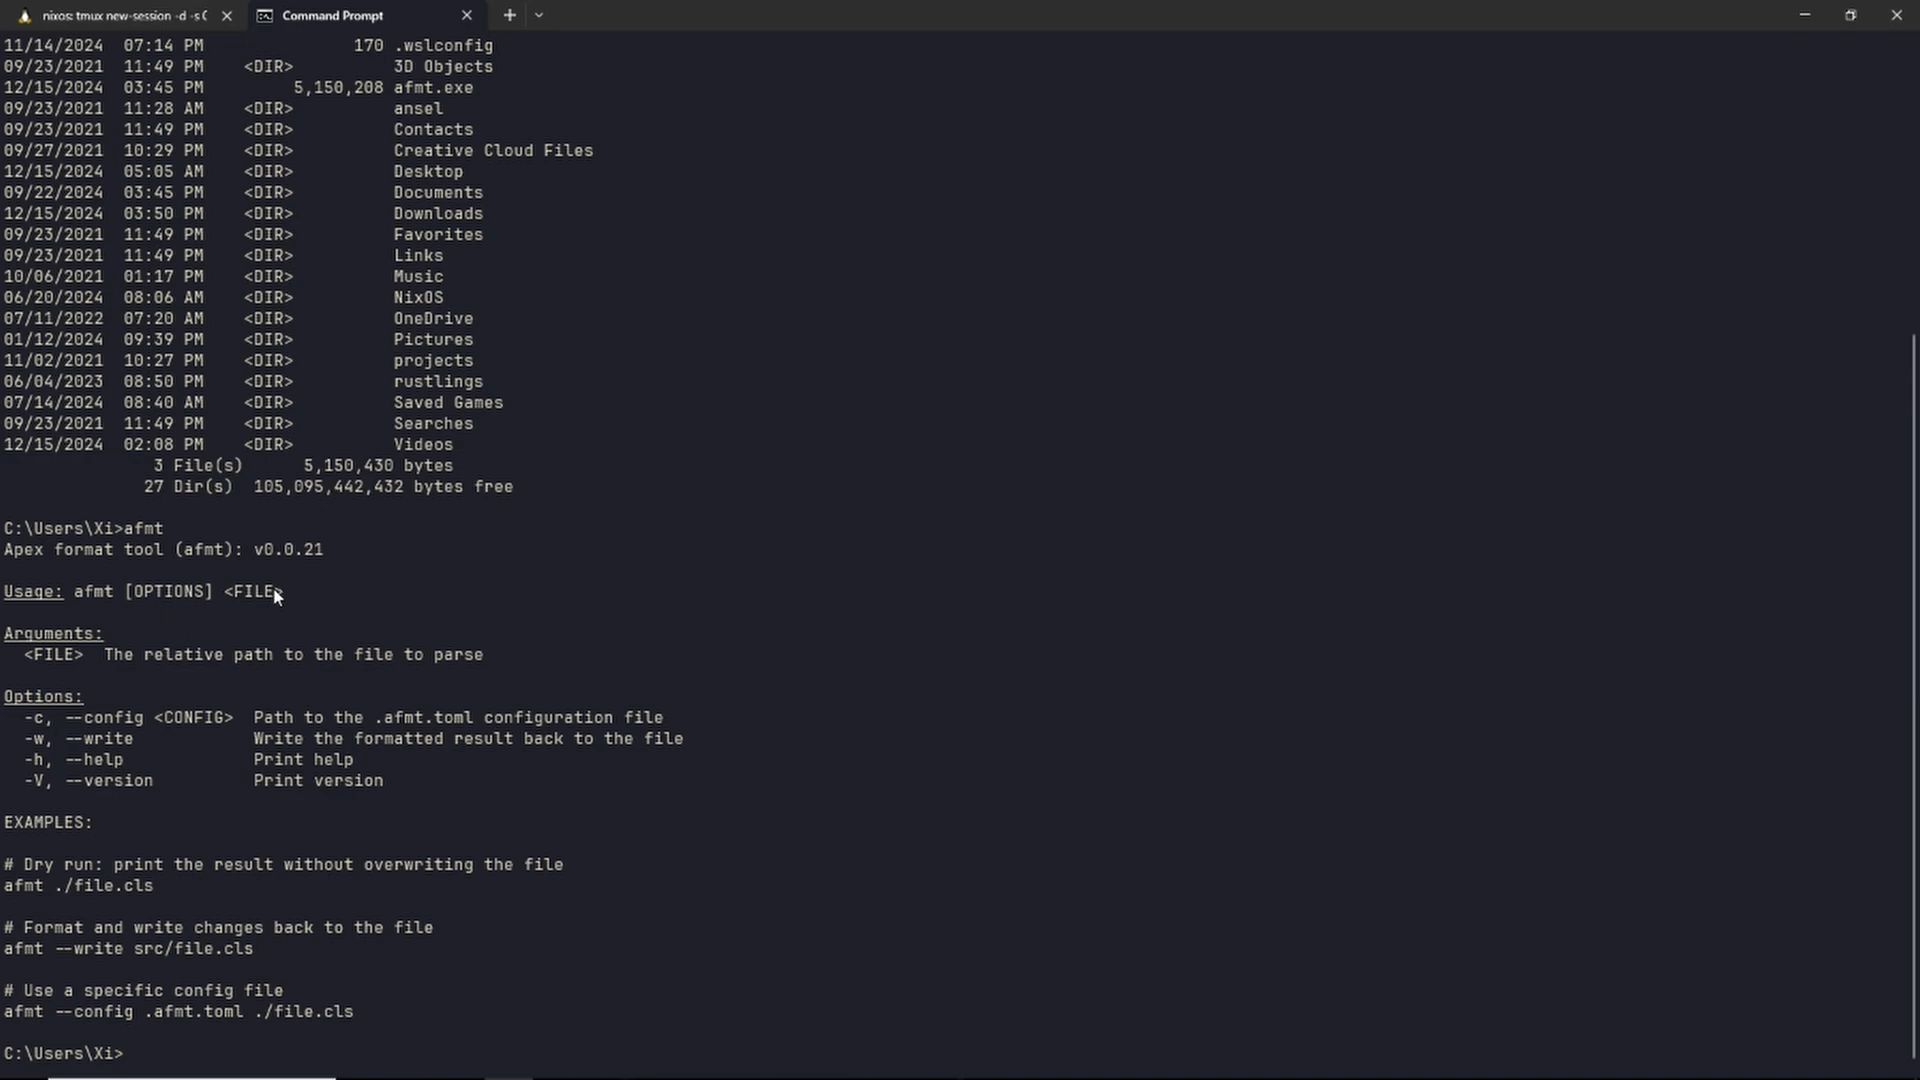 nixos: tmux new-session -d -s
Command Prompt
11/14/2024  07:14 PM               170 .wslconfig
09/23/2021  11:49 PM    <DIR>          3D Objects
12/15/2024  03:45 PM         5,150,208 afmt.exe
09/23/2021  11:28 AM    <DIR>          ansel
09/23/2021  11:49 PM    <DIR>          Contacts
09/27/2021  10:29 PM    <DIR>          Creative Cloud Files
12/15/2024  05:05 AM    <DIR>          Desktop
09/22/2024  03:45 PM    <DIR>          Documents
12/15/2024  03:50 PM    <DIR>          Downloads
09/23/2021  11:49 PM    <DIR>          Favorites
09/23/2021  11:49 PM    <DIR>          Links
10/06/2021  01:17 PM    <DIR>          Music
06/20/2024  08:06 AM    <DIR>          NixOS
07/11/2022  07:20 AM    <DIR>          OneDrive
01/12/2024  09:39 PM    <DIR>          Pictures
11/02/2021  10:27 PM    <DIR>          projects
06/04/2023  08:50 PM    <DIR>          rustlings
07/14/2024  08:40 AM    <DIR>          Saved Games
09/23/2021  11:49 PM    <DIR>          Searches
12/15/2024  02:08 PM    <DIR>          Videos
               3 File(s)      5,150,430 bytes
              27 Dir(s)  105,095,442,432 bytes free
C:\Users\Xi>afmt
Apex format tool (afmt): v0.0.21
Usage: afmt [OPTIONS] <FILE>
Arguments:
  <FILE>  The relative path to the file to parse
Options:
  -c, --config <CONFIG>  Path to the .afmt.toml configuration file
  -w, --write            Write the formatted result back to the file
  -h, --help             Print help
  -V, --version          Print version
EXAMPLES:
# Dry run: print the result without overwriting the file
afmt ./file.cls
# Format and write changes back to the file
afmt --write src/file.cls
# Use a specific config file
afmt --config .afmt.toml ./file.cls
C:\Users\Xi>